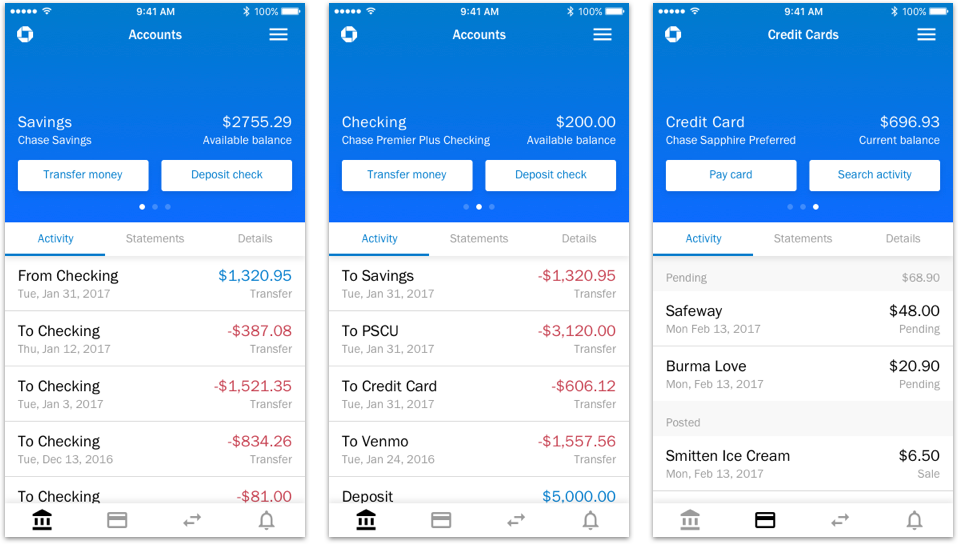 9:41 AM 100%
Accounts
Savings $2755.29
Chase Savings Available balance
Transfer money Deposit check
Activity Statements Details
From Checking $1,320.95
Tue, Jan 31, 2017 Transfer
To Checking -$387.08
Thu, Jan 12, 2017 Transfer
To Checking -$1,521.35
Tue, Jan 3, 2017 Transfer
To Checking -$834.26
Tue, Dec 13, 2016 Transfer
To Checking -$81.00
9:41 AM 100%
Accounts
Checking $200.00
Chase Premier Plus Checking Available balance
Transfer money Deposit check
Activity Statements Details
To Savings -$1,320.95
Tue, Jan 31, 2017 Transfer
To PSCU -$3,120.00
Tue, Jan 31, 2017 Transfer
To Credit Card -$606.12
Tue, Jan 31, 2017 Transfer
To Venmo -$1,557.56
Tue, Jan 24, 2016 Transfer
Deposit $5,000.00
9:41 AM 100%
Credit Cards
Credit Card $696.93
Chase Sapphire Preferred Current balance
Pay card Search activity
Activity Statements Details
Pending $68.90
Safeway $48.00
Mon Feb 13, 2017 Pending
Burma Love $20.90
Mon, Feb 13, 2017 Pending
Posted
Smitten Ice Cream $6.50
Mon, Feb 13, 2017 Sale